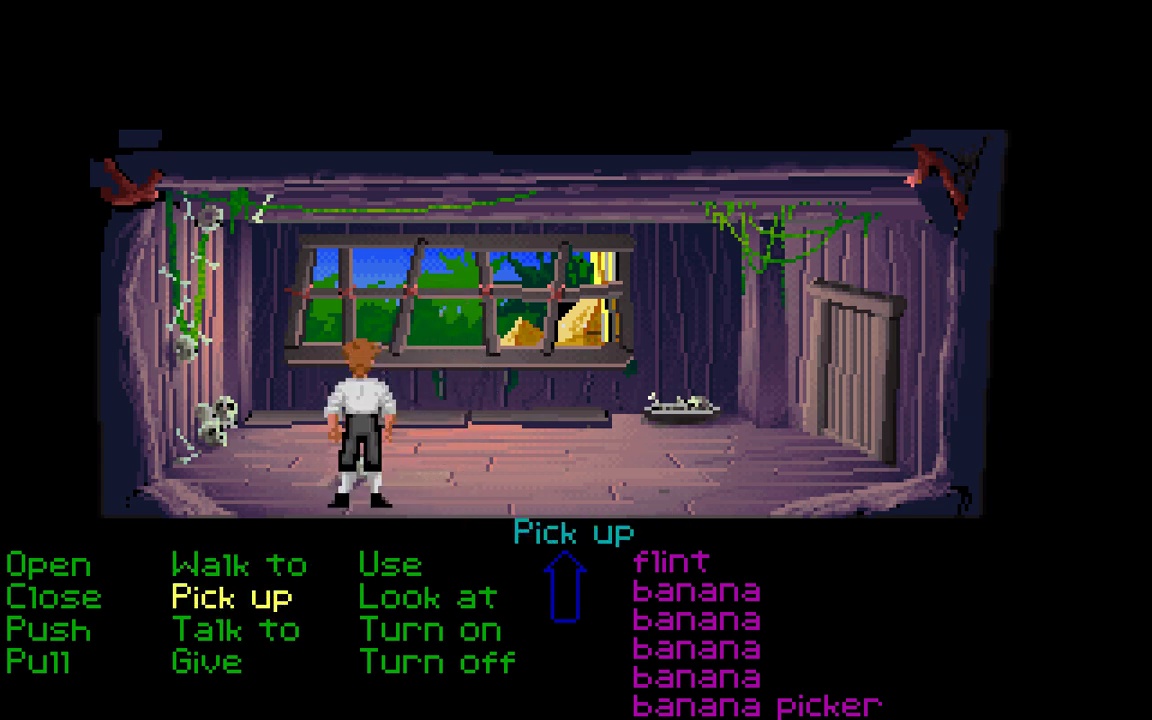 Pick up
Open Walk to Use flint
Close Pick up Look at banana
Push Talk to Turn on banana
Pull Give Turn off banana
banana
banana picker